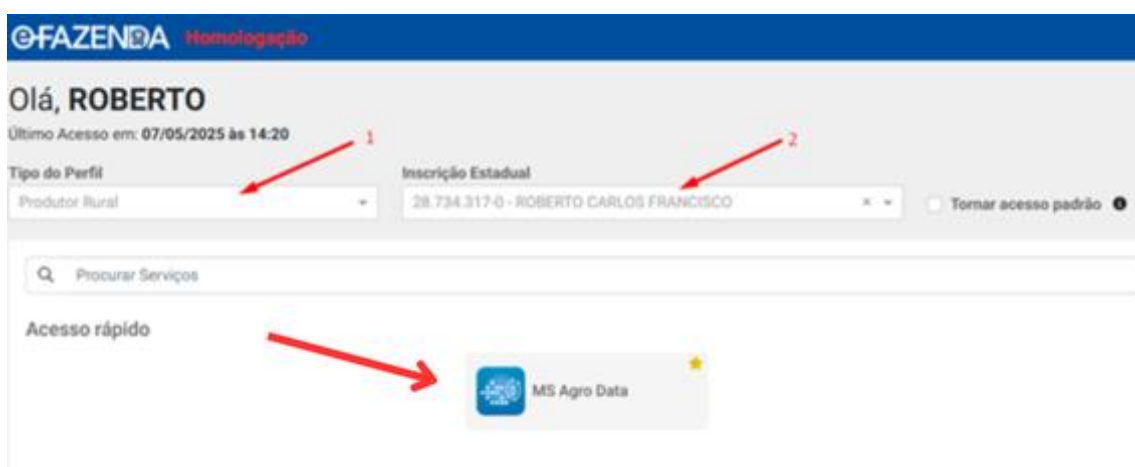 e-FAZENDA Homologação
Olá, ROBERTO
Último Acesso em: 07/05/2025 às 14:20
1
2
Tipo do Perfil
Inscrição Estadual
Produtor Rural
28.734.317-0 - ROBERTO CARLOS FRANCISCO
Tornar acesso padrão
Procurar Serviços
Acesso rápido
MS Agro Data